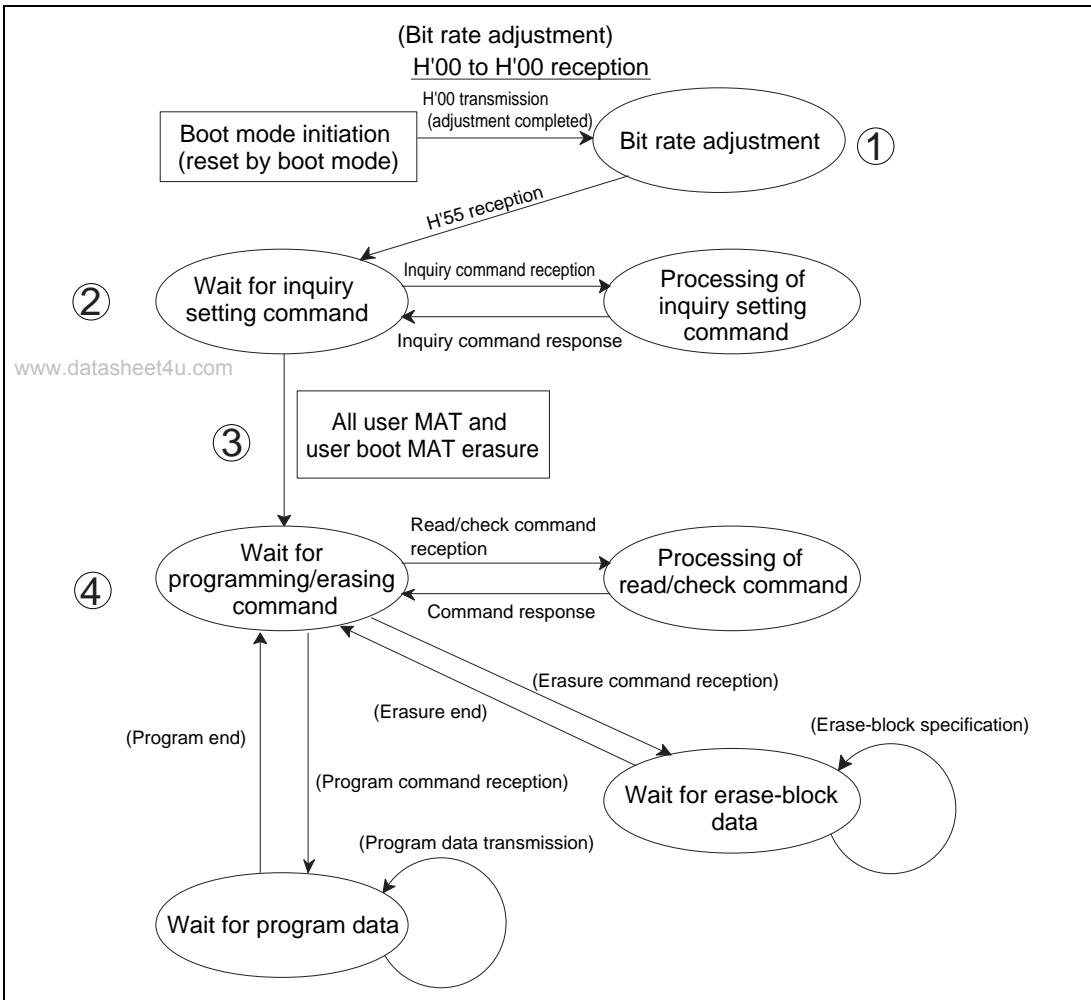 (Bit rate adjustment)
H'00 to H'00 reception
H'00 transmission
(adjustment completed)
Boot mode initiation
(reset by boot mode)
Bit rate adjustment
1
H'55 reception
2
Wait for inquiry
setting command
Inquiry command reception
Inquiry command response
Processing of
inquiry setting
command
www.datasheet4u.com
3
All user MAT and
user boot MAT erasure
4
Wait for
programming/erasing
command
Read/check command
reception
Command response
Processing of
read/check command
(Erasure command reception)
(Erasure end)
(Erase-block specification)
(Program end)
(Program command reception)
Wait for erase-block
data
(Program data transmission)
Wait for program data